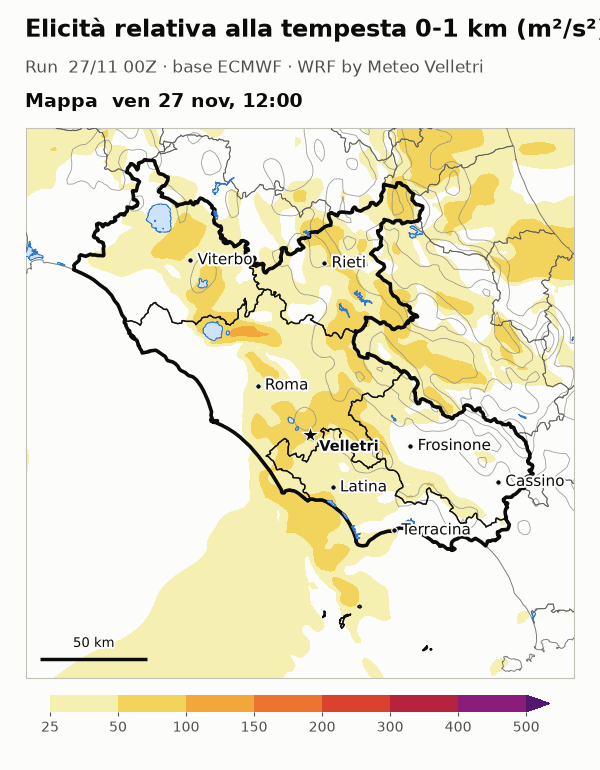 Elicità relativa alla tempesta 0-1 km (m²/s²)
Run 27/11 00Z · base ECMWF · WRF by Meteo Velletri
Mappa ven 27 nov, 12:00
Viterbo
Rieti
Roma
Velletri
Frosinone
Cassino
Latina
Terracina
50 km
25 50 100 150 200 300 400 500